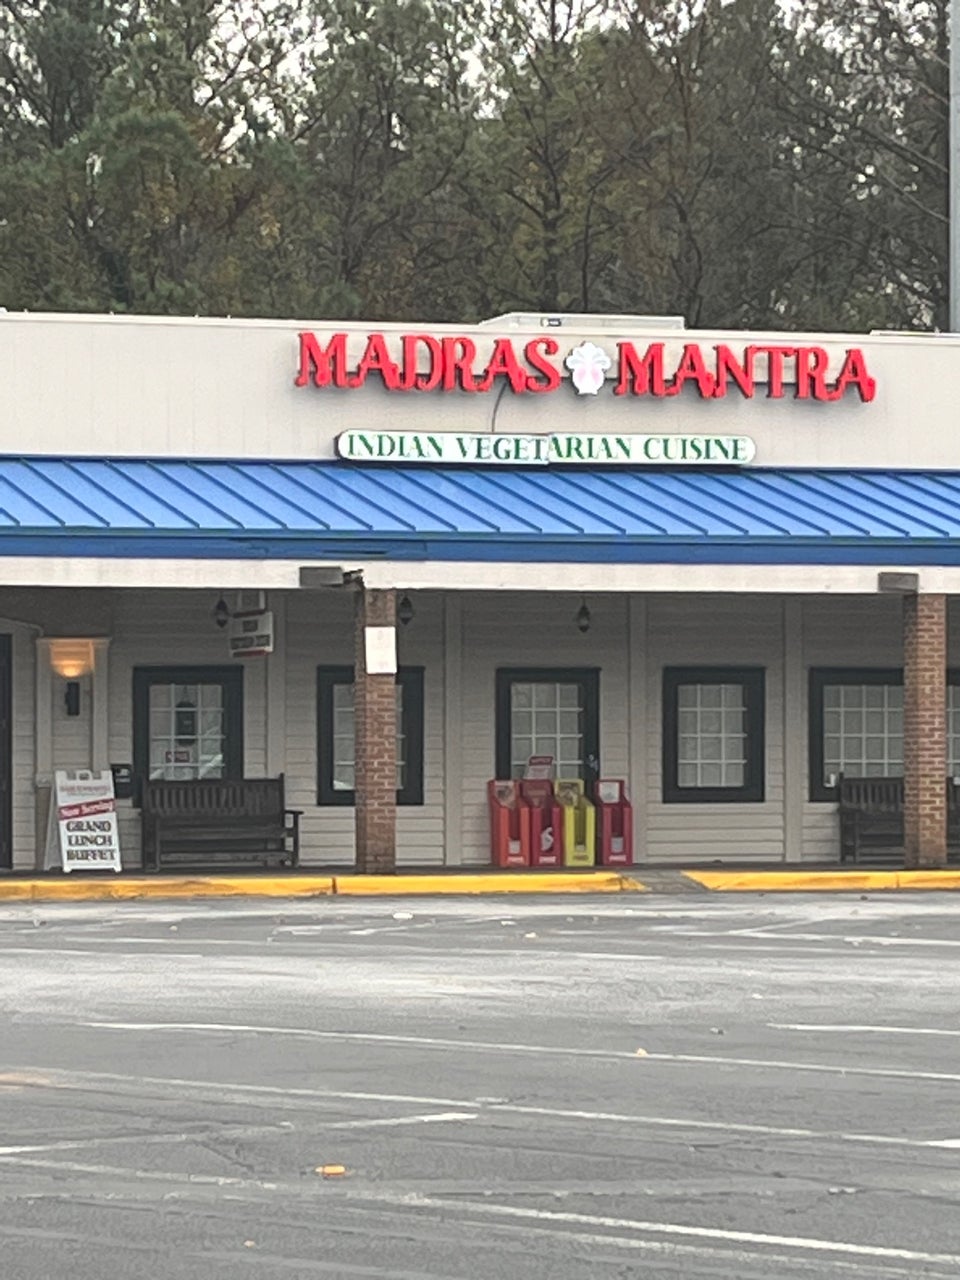 MADRAS MANTRA
INDIAN VEGETARIAN CUISINE
Now Serving
GRAND
LUNCH
BUFFET